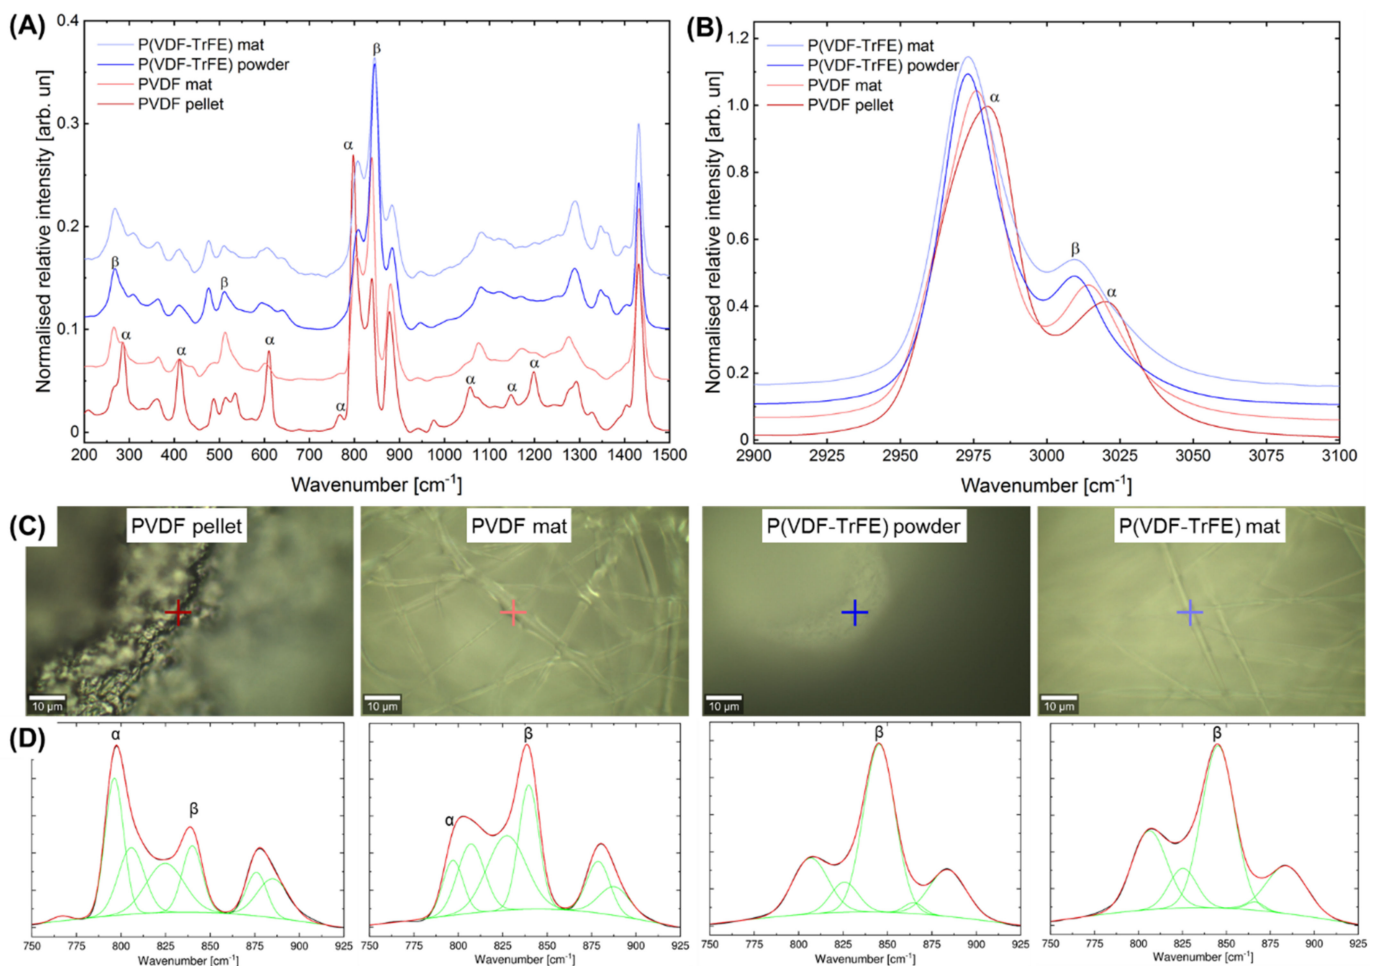 (A)
0.4
0.3
0.2
0.1
0
Normalised relative intensity [arb. un]
P(VDF-TrFE) mat
P(VDF-TrFE) powder
PVDF mat
PVDF pellet
β
α
β
β
α
α
α
α
α
α
α
200 300 400 500 600 700 800 900 1000 1100 1200 1300 1400 1500
Wavenumber [cm-1]
(B)
1.2
1.0
0.8
0.6
0.4
0.2
0
Normalised relative intensity [arb. un]
P(VDF-TrFE) mat
P(VDF-TrFE) powder
PVDF mat
PVDF pellet
α
β
α
2900 2925 2950 2975 3000 3025 3050 3075 3100
Wavenumber [cm-1]
(C)
PVDF pellet
10 µm
PVDF mat
10 µm
P(VDF-TrFE) powder
10 µm
P(VDF-TrFE) mat
10 µm
(D)
α
β
750 775 800 825 850 875 900 925
Wavenumber [cm-1]
α
β
750 775 800 825 850 875 900 925
Wavenumber [cm-1]
β
750 775 800 825 850 875 900 925
Wavenumber [cm-1]
β
750 775 800 825 850 875 900 925
Wavenumber [cm-1]